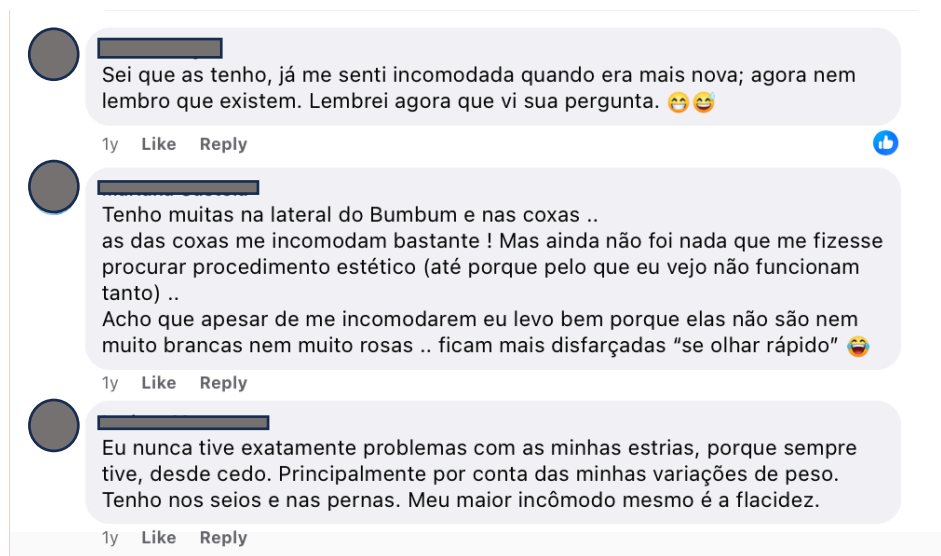 Sei que as tenho, já me senti incomodada quando era mais nova; agora nem
lembro que existem. Lembrei agora que vi sua pergunta. 😁😅
1y Like Reply
Tenho muitas na lateral do Bumbum e nas coxas ..
as das coxas me incomodam bastante ! Mas ainda não foi nada que me fizesse
procurar procedimento estético (até porque pelo que eu vejo não funcionam
tanto) ..
Acho que apesar de me incomodarem eu levo bem porque elas não são nem
muito brancas nem muito rosas .. ficam mais disfarçadas “se olhar rápido” 😂
1y Like Reply
Eu nunca tive exatamente problemas com as minhas estrias, porque sempre
tive, desde cedo. Principalmente por conta das minhas variações de peso.
Tenho nos seios e nas pernas. Meu maior incômodo mesmo é a flacidez.
1y Like Reply